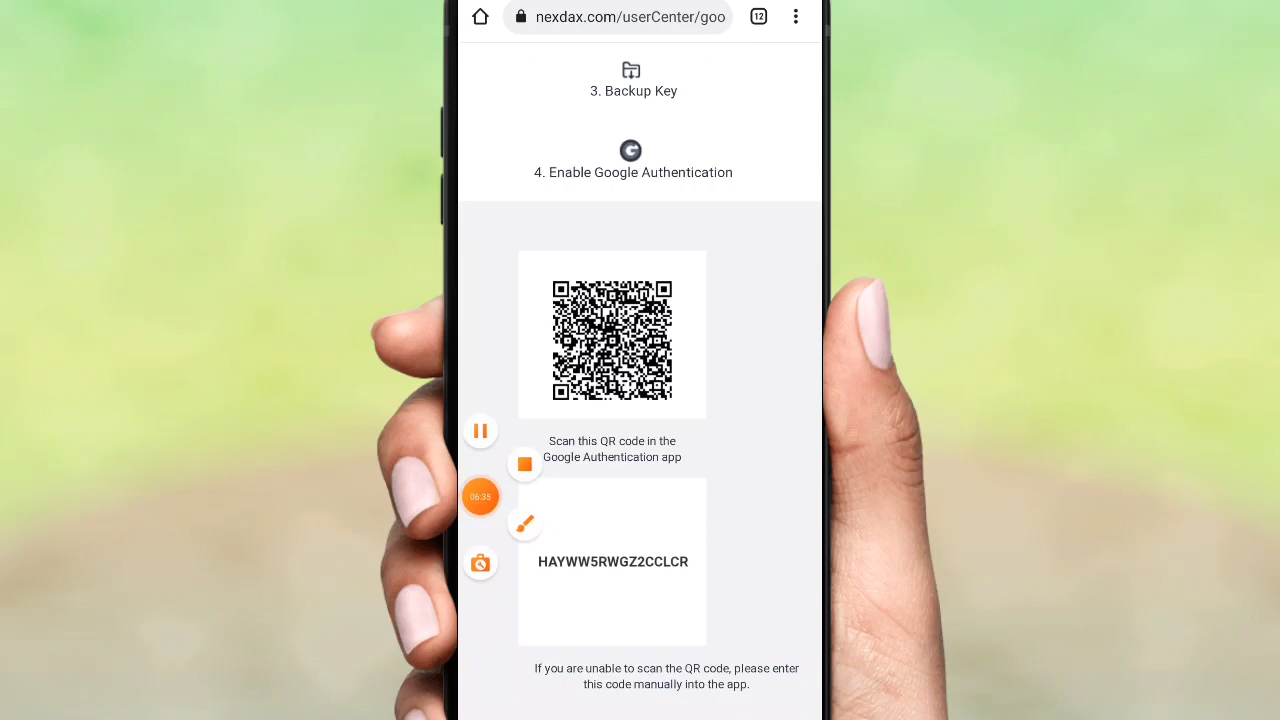 nexdax.com/userCenter/goo
12
3. Backup Key
4. Enable Google Authentication
Scan this QR code in the
Google Authentication app
06:35
HAYWW5RWGZ2CCLCR
If you are unable to scan the QR code, please enter
this code manually into the app.